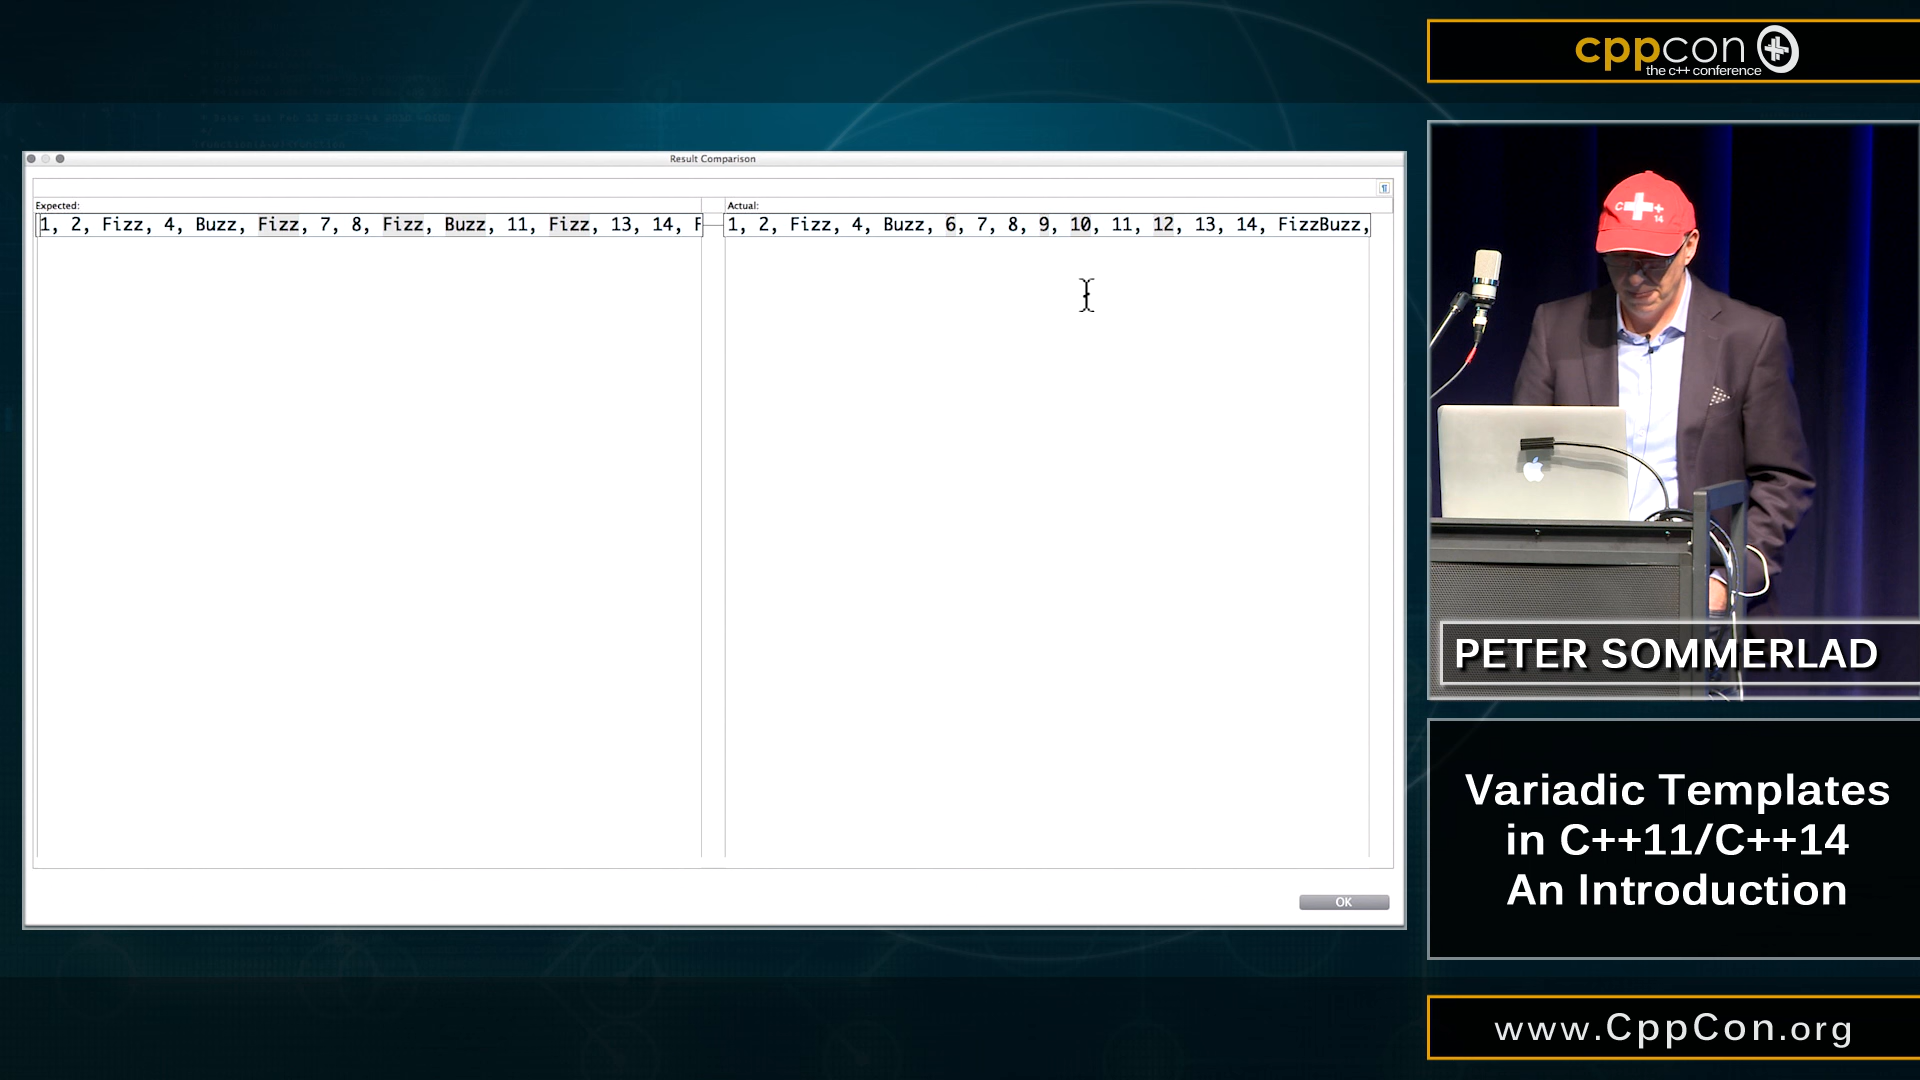 Result Comparison
Expected:
1, 2, Fizz, 4, Buzz, Fizz, 7, 8, Fizz, Buzz, 11, Fizz, 13, 14, F
Actual:
1, 2, Fizz, 4, Buzz, 6, 7, 8, 9, 10, 11, 12, 13, 14, FizzBuzz,
OK
cppcon
the c++ conference
C++
14
PETER SOMMERLAD
Variadic Templates
in C++11/C++14
An Introduction
www.CppCon.org